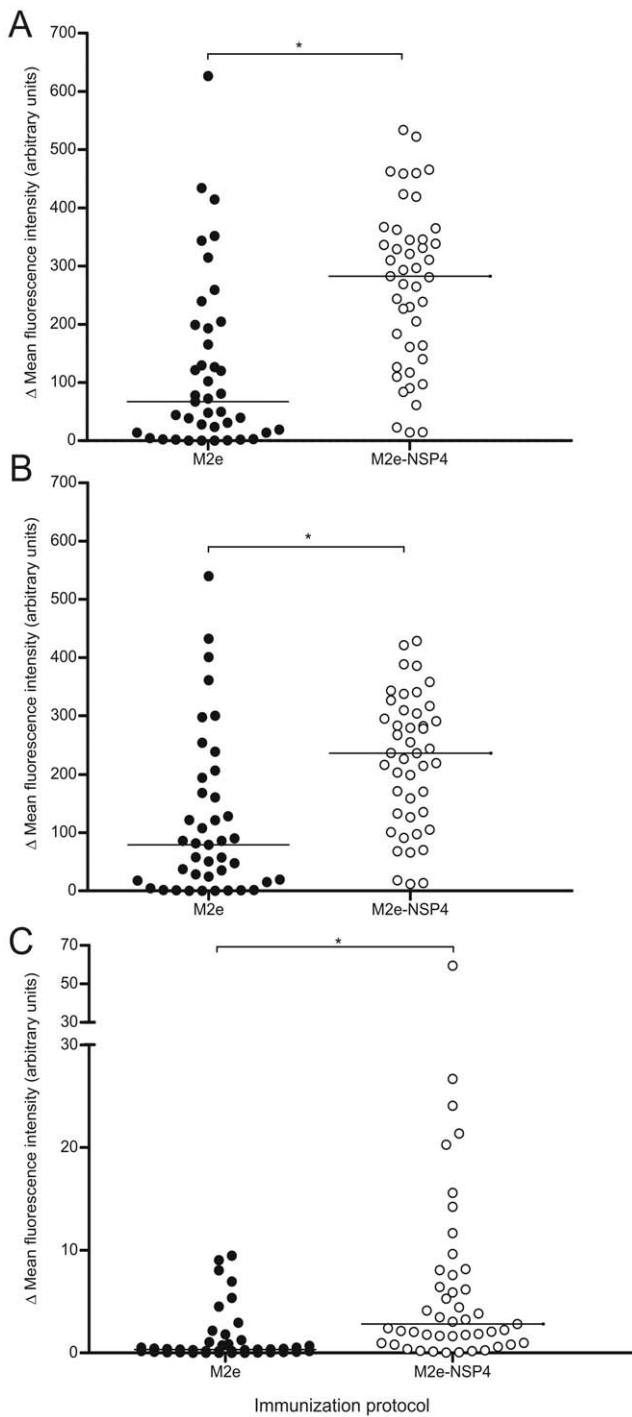 A
700
600
500
400
300
200
100
0
Δ Mean fluorescence intensity (arbitrary units)
*
M2e
M2e-NSP4
B
700
600
500
400
300
200
100
0
Δ Mean fluorescence intensity (arbitrary units)
*
M2e
M2e-NSP4
C
70
50
30
30
20
10
0
Δ Mean fluorescence intensity (arbitrary units)
*
M2e
M2e-NSP4
Immunization protocol